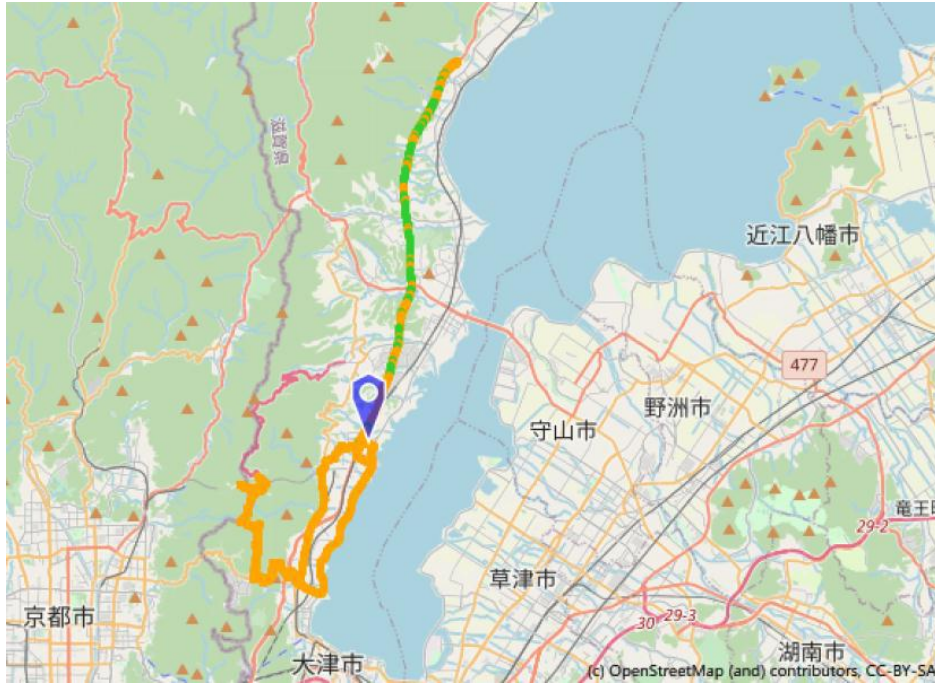 滋賀県
近江八幡市
477
野洲市
守山市
竜王町
29-2
草津市
30
29-3
京都市
湖南市
大津市
(c) OpenStreetMap (and) contributors, CC-BY-SA